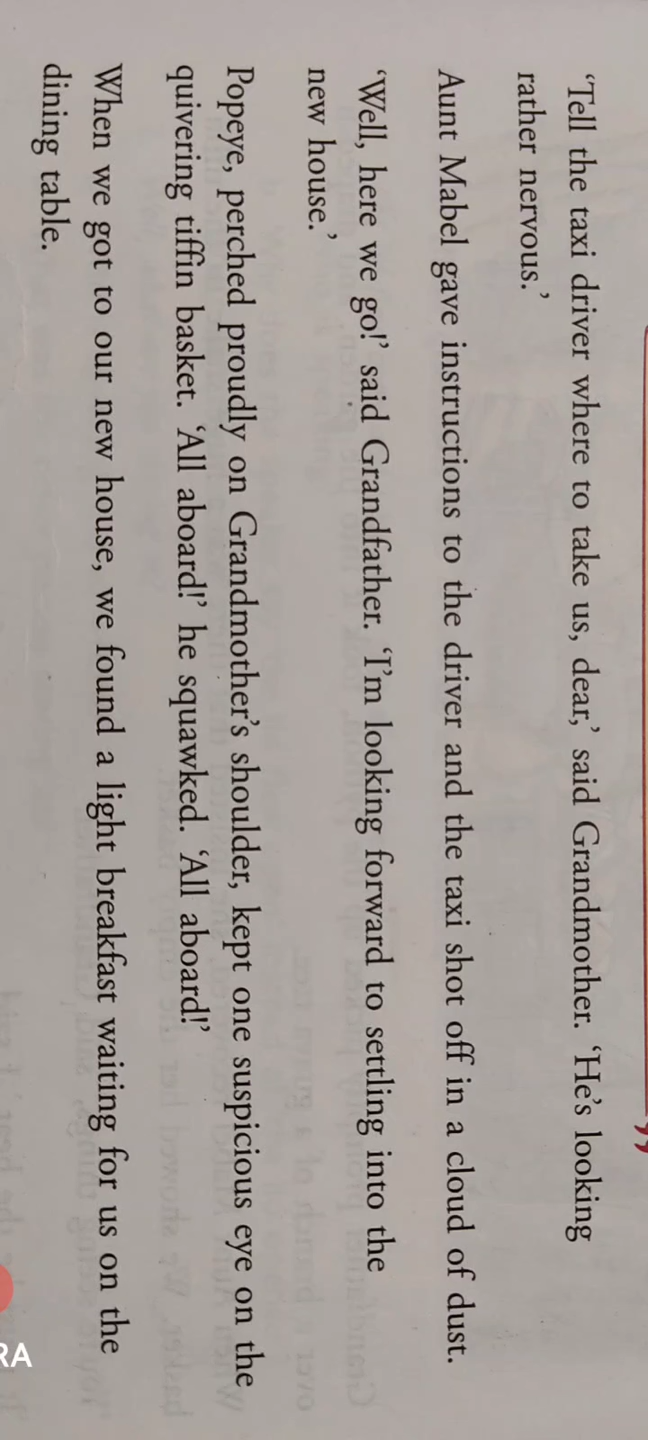 ‘Tell the taxi driver where to take us, dear,’ said Grandmother. ‘He’s looking
rather nervous.’
Aunt Mabel gave instructions to the driver and the taxi shot off in a cloud of dust.
‘Well, here we go!’ said Grandfather. ‘I’m looking forward to settling into the
new house.’
Popeye, perched proudly on Grandmother’s shoulder, kept one suspicious eye on the
quivering tiffin basket. ‘All aboard!’ he squawked. ‘All aboard!’
When we got to our new house, we found a light breakfast waiting for us on the
dining table.
RA